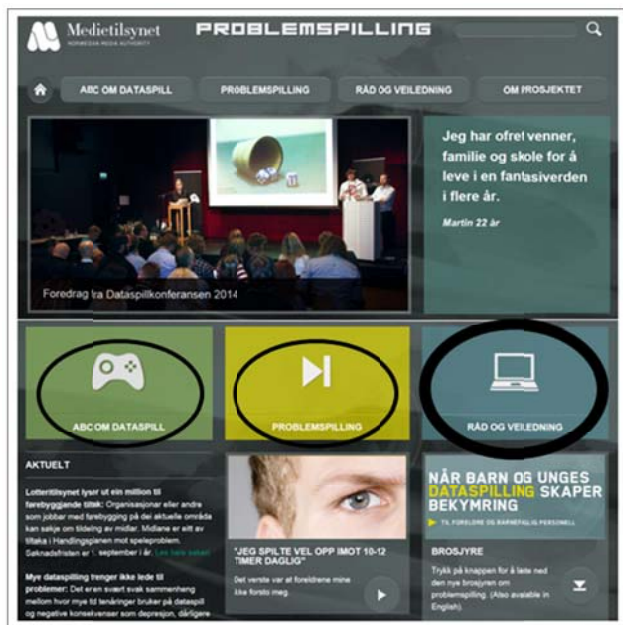 Medietilsynet
NORWEGIAN MEDIA AUTHORITY
PROBLEMSPILLING
ABC OM DATASPILL
PROBLEMSPILLING
RÅD OG VEILEDNING
OM PROSJEKTET
Jeg har ofret venner,
familie og skole for å
leve i en fantasiverden
i flere år.
Martin 22 år
Foredrag fra Dataspillkonferansen 2014
ABC OM DATASPILL
PROBLEMSPILLING
RÅD OG VEILEDNING
AKTUELT
Lotteritilsynet lyser ut ein million til
førebyggjande tiltak: Organisasjonar eller andre
som jobbar med førebygging på dei aktuelle områda
kan søkje om tildeling av midlar. Midlane er eitt av
tiltaka i Handlingsplanen mot speleproblem.
Søknadsfristen er 1. september i år. Les heile saken!
Mye dataspilling trenger ikke lede til
problemer: Det er en svært svak sammenheng
mellom hvor mye tid tenåringer bruker på dataspill
og negative konsekvenser som depresjon, dårligere
"JEG SPILTE VEL OPP IMOT 10-12
TIMER DAGLIG"
Det verste var at foreldrene mine
ikke forsto meg.
NÅR BARN OG UNGES
DATASPILLING SKAPER
BEKYMRING
TIL FORELDRE OG BARNEFAGLIG PERSONELL
BROSJYRE
Trykk på knappen for å laste ned
den nye brosjyren om
problemspilling. (Also avaiable in
English).